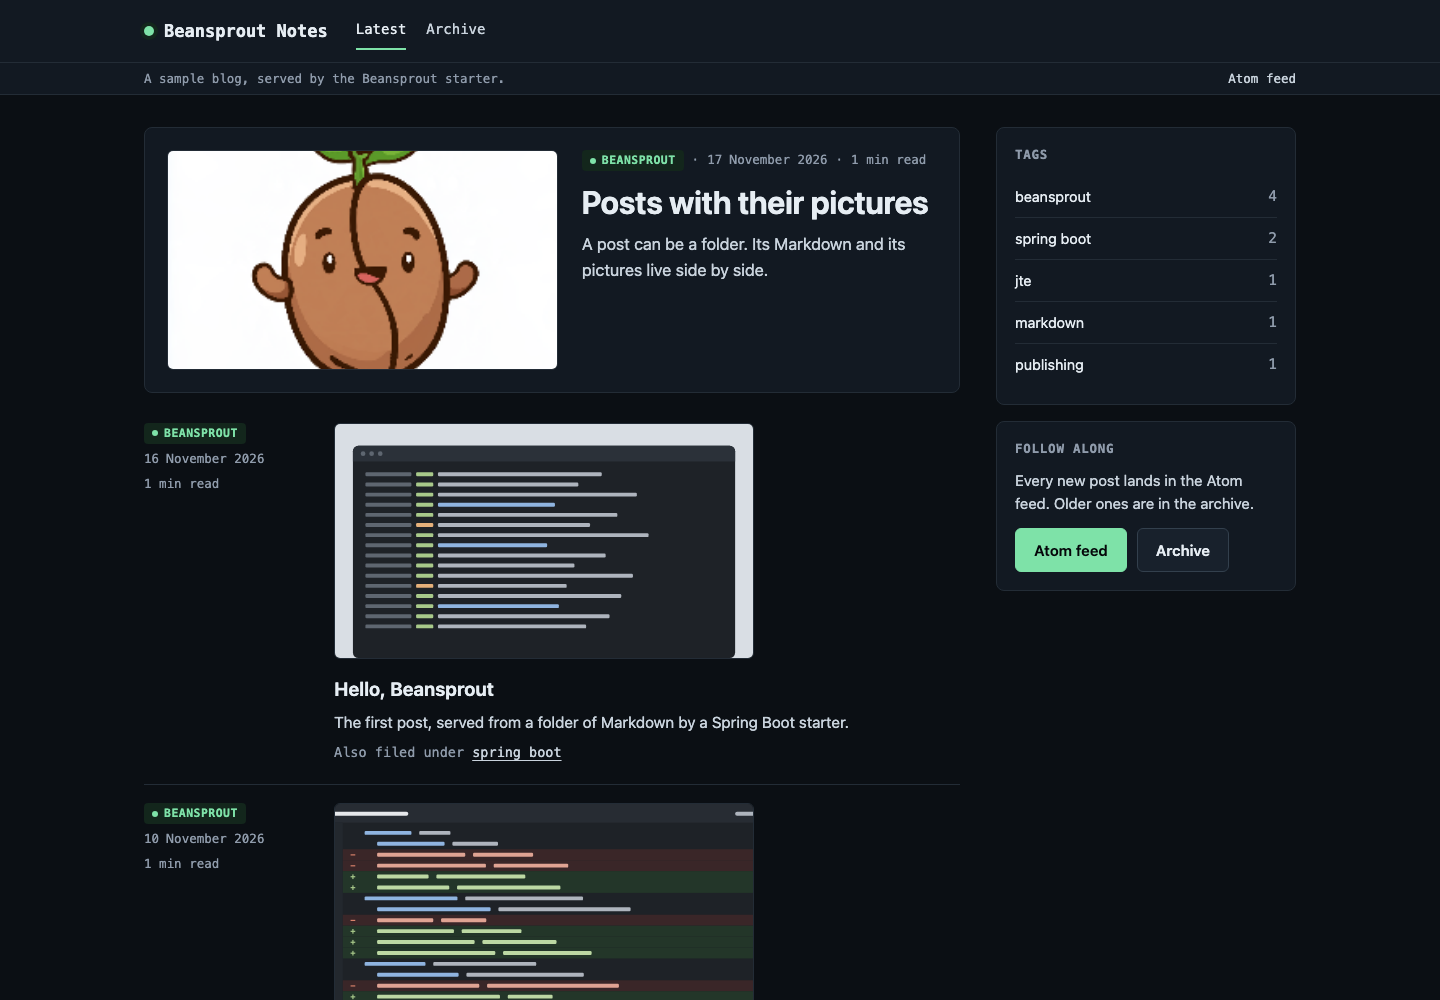 Beansprout Notes
Latest
Archive
A sample blog, served by the Beansprout starter.
Atom feed
BEANSPROUT · 17 November 2026 · 1 min read
Posts with their pictures
A post can be a folder. Its Markdown and its
pictures live side by side.
BEANSPROUT
16 November 2026
1 min read
Hello, Beansprout
The first post, served from a folder of Markdown by a Spring Boot starter.
Also filed under spring boot
BEANSPROUT
10 November 2026
1 min read
TAGS
beansprout 4
spring boot 2
jte 1
markdown 1
publishing 1
FOLLOW ALONG
Every new post lands in the Atom
feed. Older ones are in the archive.
Atom feed
Archive